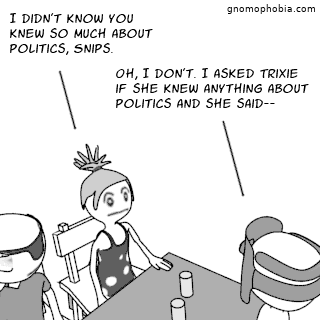 gnomophobia.com
I DIDN'T KNOW YOU
KNEW SO MUCH ABOUT
POLITICS, SNIPS.
OH, I DON'T. I ASKED TRIXIE
IF SHE KNEW ANYTHING ABOUT
POLITICS AND SHE SAID--